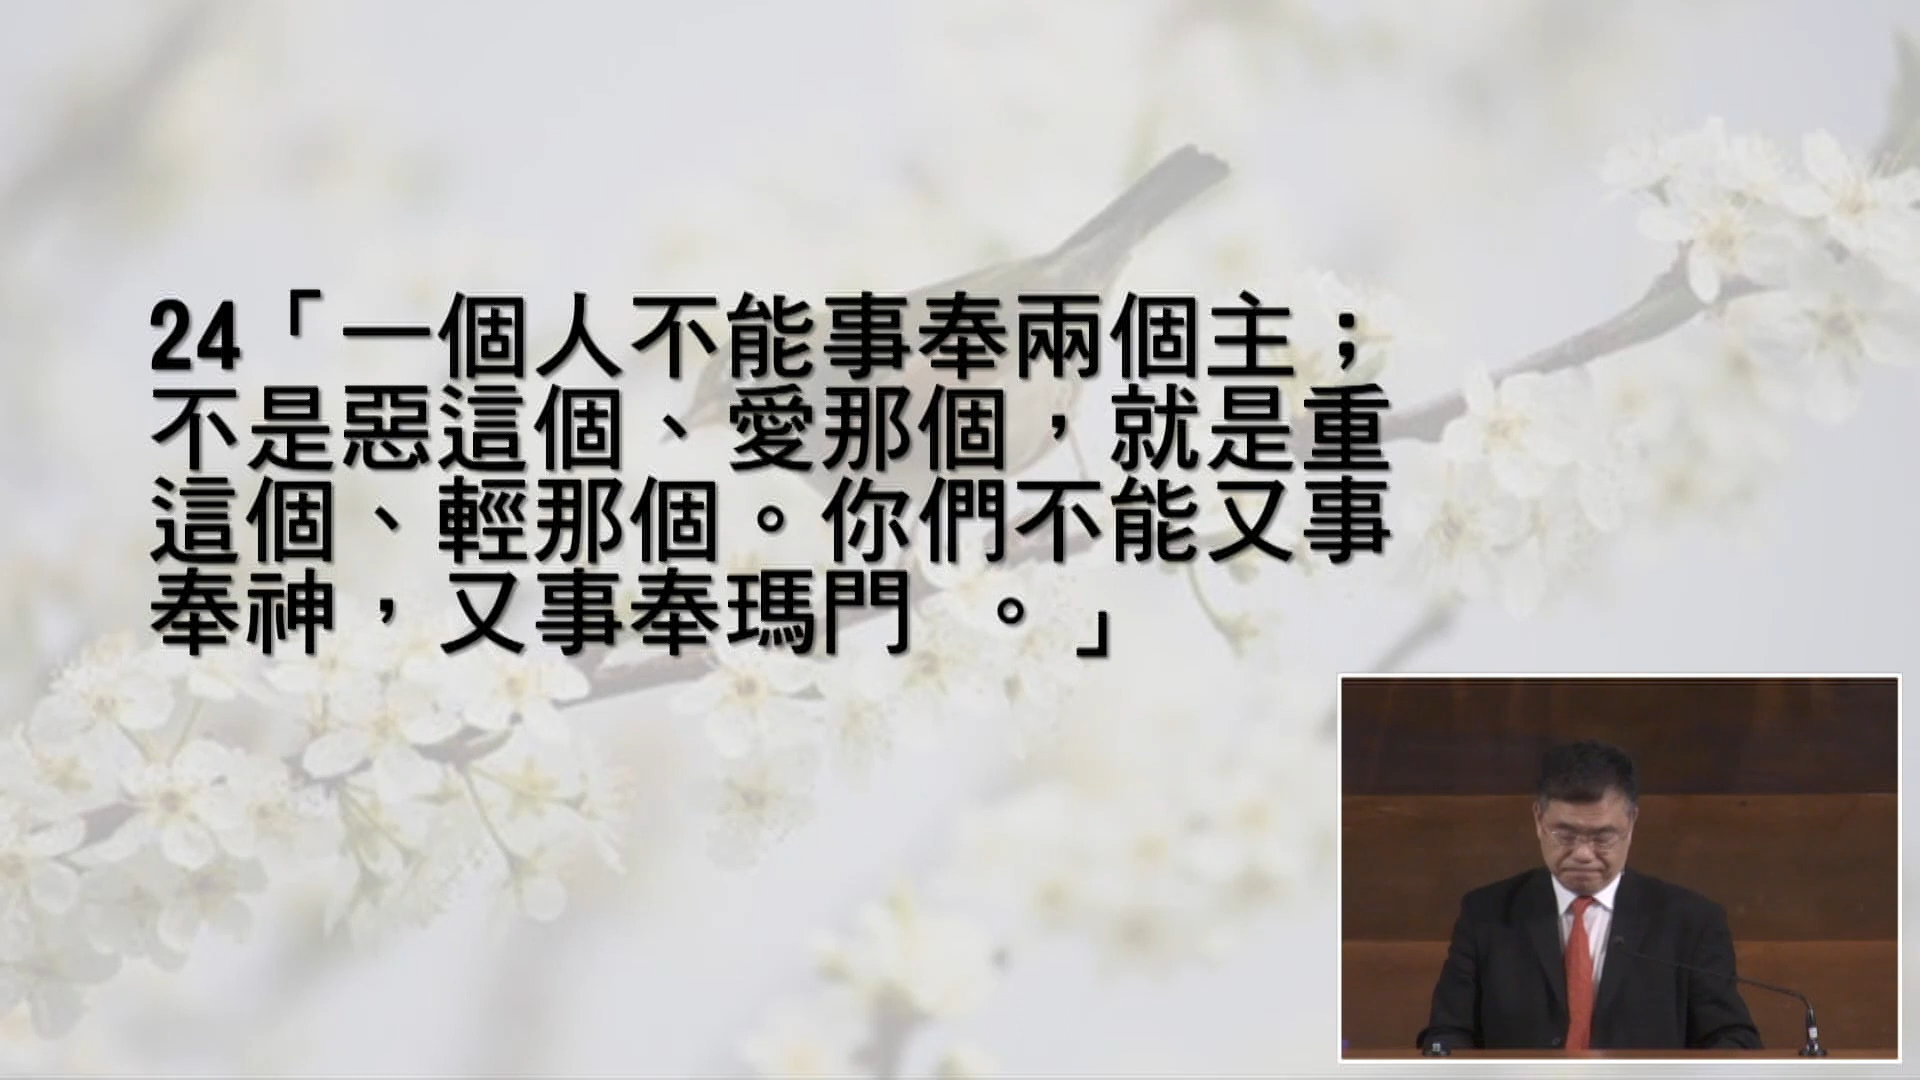 24「一個人不能事奉兩個主；
不是惡這個、愛那個，就是重
這個、輕那個。你們不能又事
奉神，又事奉瑪門　。」